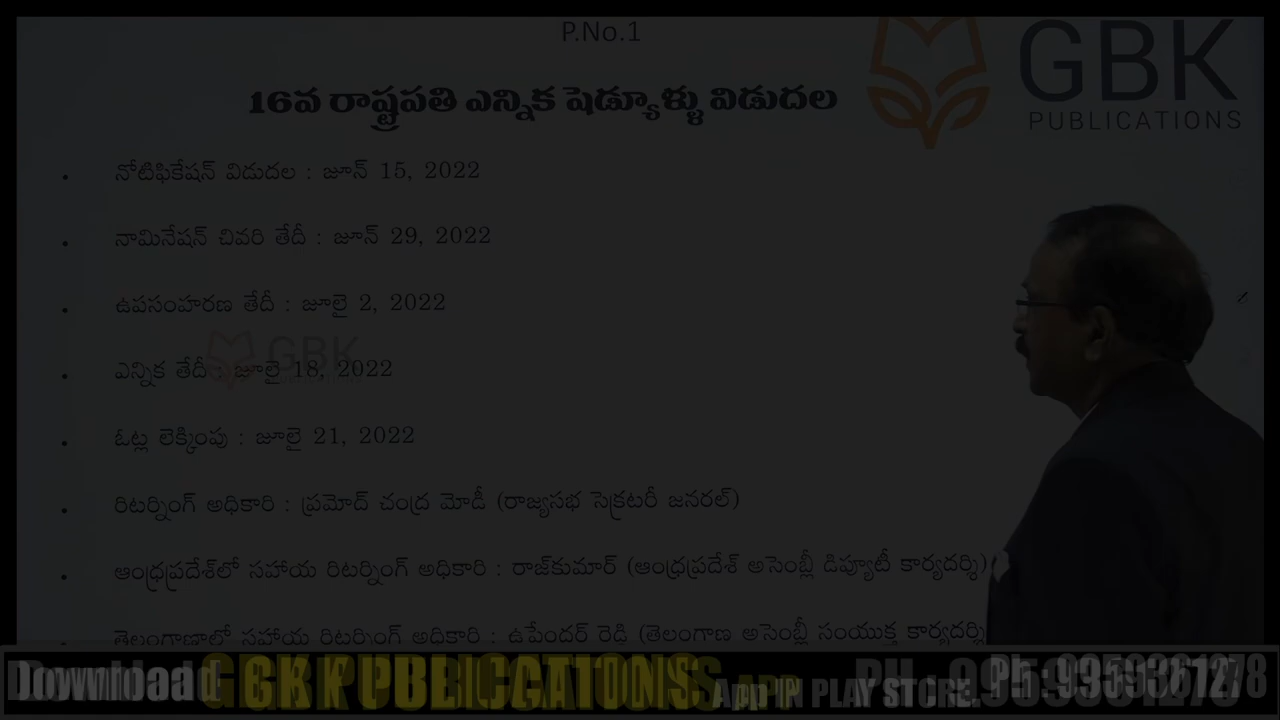 P.No.1
GBK
PUBLICATIONS
16వ రాష్ట్రపతి ఎన్నిక షెడ్యూళ్ళు విడుదల
• నోటిఫికేషన్ విడుదల : జూన్ 15, 2022
• నామినేషన్ చివరి తేదీ : జూన్ 29, 2022
• ఉపసంహరణ తేదీ : జూలై 2, 2022
GBK
• ఎన్నిక తేదీ : జూలై 18, 2022
• ఓట్ల లెక్కింపు : జూలై 21, 2022
• రిటర్నింగ్ అధికారి : ప్రమోద్ చంద్ర మోడీ (రాజ్యసభ సెక్రటరీ జనరల్)
• ఆంధ్రప్రదేశ్‌లో సహాయ రిటర్నింగ్ అధికారి : రాజ్‌కుమార్ (ఆంధ్రప్రదేశ్ అసెంబ్లీ డిప్యూటీ కార్యదర్శి)
• తెలంగాణాలో సహాయ రిటర్నింగ్ అధికారి : ఉపేందర్ రెడ్డి (తెలంగాణ అసెంబ్లీ సంయుక్త కార్యదర్శి
Download GBK PUBLICATIONS App IN PLAY STORE.